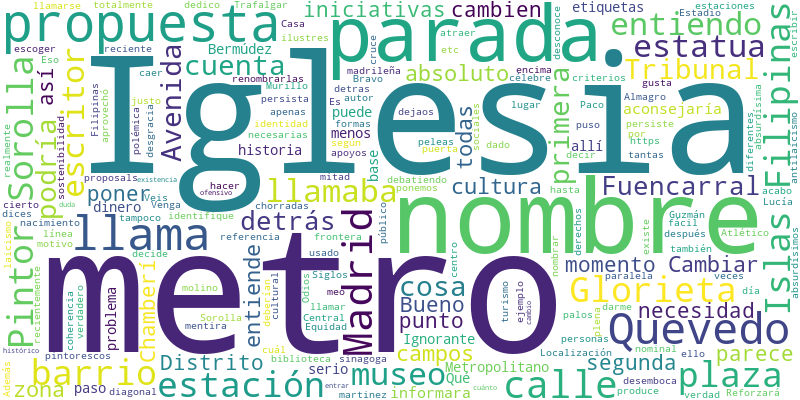 llamarse totalmente dedico Trafalgar
propuesta
iniciativas
cambien
etiquetas
estaciones
Estadio
Casa
parada
entiendo
Islas Filipinas
escoger
reciente
Eso
Bermúdez
ilustres
atraer
etc
cruce
desconoce
escribir
estatua
cuenta
absoluto
Tribunal
así
Avenida
renombrarlas
madrileña
Bravo
encima
célebre
criterios
gusta
Iglesia
Sorolla
escritor
caer
Murillo
detras
autor
persista
Es
dejaos
lugar
Almagro
Paco
persiste
por
https
aconsejaría
primera
todas
Filipinas
aprovechó
polémica
justo
desgracia
identidad
necesarias
apenas
formas
según
menos
puede
apoyos
base
peleas
puerta
sociales
dado
puso
allí
decir
tantas
diferentes
absurdísima
antilaicismo
podría
sostenibilidad
realmente
Pintor
historia
llamaba
cultura
Fuencarral
poner
proposals
existencia
hacer
ofensivo
mitad
debatiendo
ponemos
hasta
acabo
Lucía
cierto
dinero
Veis
Venga
chorradas
tampoco
identifique
detrás
Madrid
público
nombre
momento
Cambiar
Guzmán
fácil
después
también
Atlético
derechos
existe
nombrar
absurdísimos
dices
nacimiento
llama
línea
motivo
duda
laicismo
recientemente
decide
referencia
frontera
usado
Siglos
cosa
Bueno
punto
centro
Glorieta
paralela
veces
dia
coherencia
verdadero
problema
Chamberí
molino
Sorolla
mentira
entiende
cultural
Odios
llamar
meo
Central
Equidad
metro
deberían
Ignorante
turismo
ejemplo
cambio
Quevedo
necesidad
darme
plena
palos
personas
ello
nominal
histórico
pintorescos
barrio
Distrito
cuál
biblioteca
sinagoga
campos
Metropolitano
Localización
segunda
parece
Además
zona
paso
diagonal
estación
serio
martinez
entrar
museo
informara
Que
cuánto
calle
desemboca
produce
verdad
Reforzará
plaza